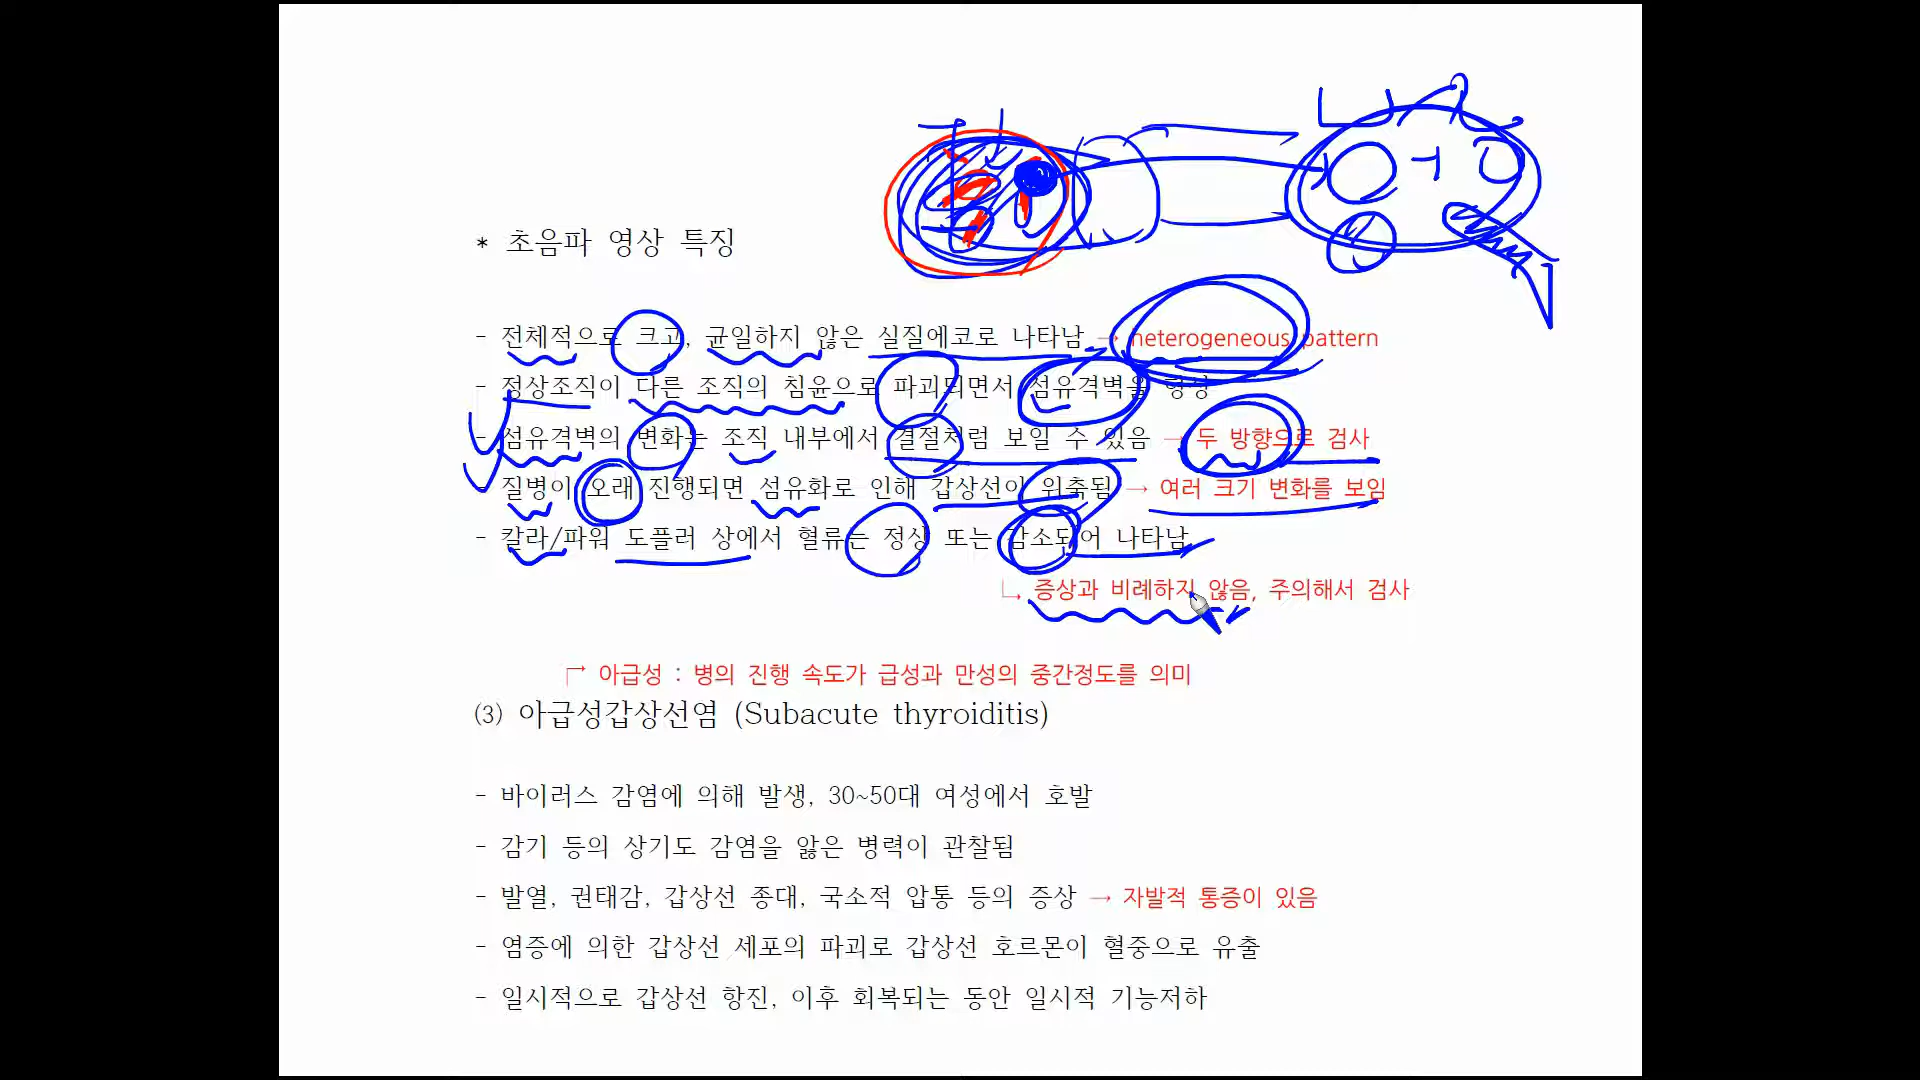 * 초음파 영상 특징
- 전체적으로 크고, 균일하지 않은 실질에코로 나타남 → heterogeneous pattern
- 정상조직이 다른 조직의 침윤으로 파괴되면서 섬유격벽을 형성
- 섬유격벽의 변화는 조직 내부에서 결절처럼 보일 수 있음 → 두 방향으로 검사
- 질병이 오래 진행되면 섬유화로 인해 갑상선이 위축됨 → 여러 크기 변화를 보임
- 칼라/파워 도플러 상에서 혈류는 정상 또는 감소되어 나타남
↳ 증상과 비례하지 않음, 주의해서 검사
아급성 : 병의 진행 속도가 급성과 만성의 중간정도를 의미
(3) 아급성갑상선염 (Subacute thyroiditis)
- 바이러스 감염에 의해 발생, 30~50대 여성에서 호발
- 감기 등의 상기도 감염을 앓은 병력이 관찰됨
- 발열, 권태감, 갑상선 종대, 국소적 압통 등의 증상 → 자발적 통증이 있음
- 염증에 의한 갑상선 세포의 파괴로 갑상선 호르몬이 혈중으로 유출
- 일시적으로 갑상선 항진, 이후 회복되는 동안 일시적 기능저하